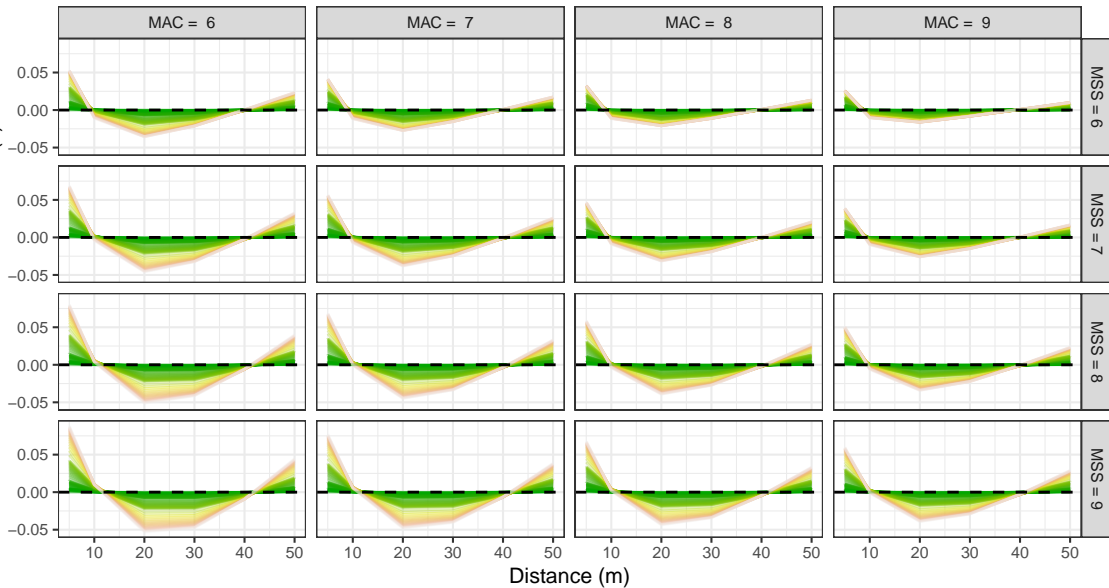 MAC = 6 MAC = 7 MAC = 8 MAC = 9
0.05
0.00
−0.05
MSS = 6
0.05
0.00
−0.05
MSS = 7
0.05
0.00
−0.05
MSS = 8
0.05
0.00
−0.05
MSS = 9
10 20 30 40 50 10 20 30 40 50 10 20 30 40 50 10 20 30 40 50
Distance (m)